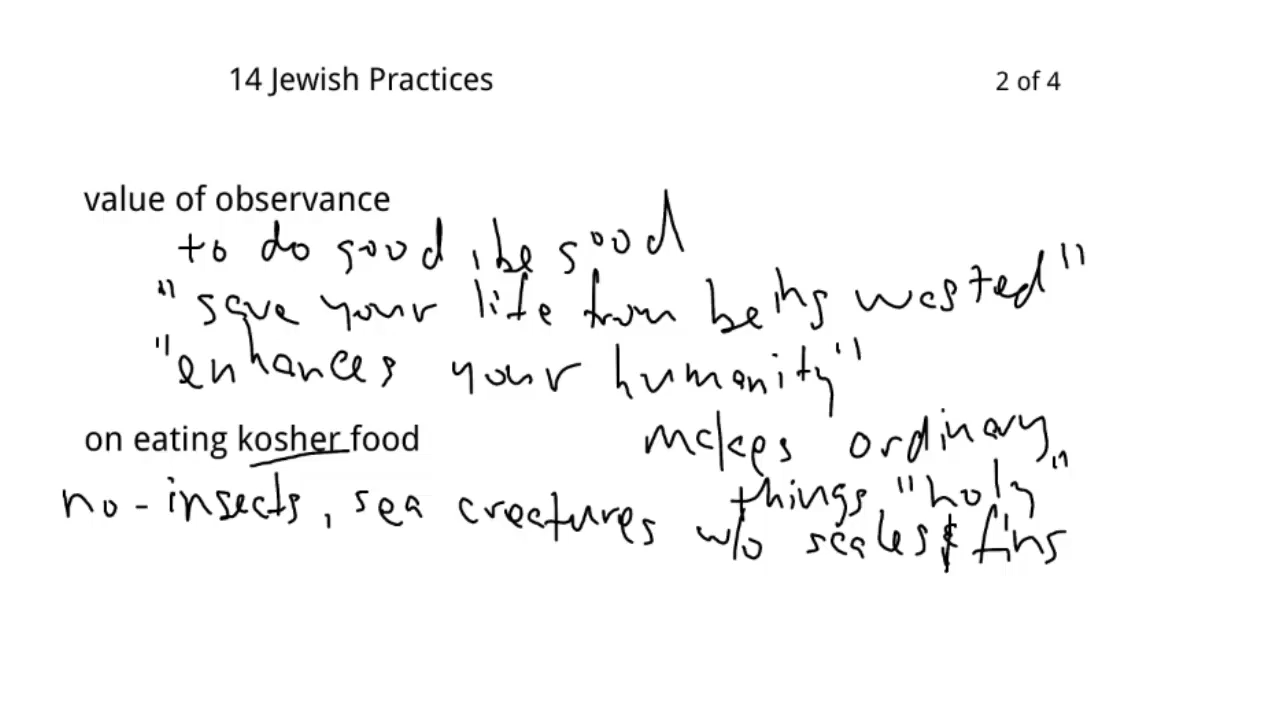 14 Jewish Practices 2 of 4
value of observance
to do good, be good
"save your life from being wasted"
"enhances your humanity"
on eating kosher food
makes ordinary
things "holy"
no - insects, sea creatures w/o scales & fins